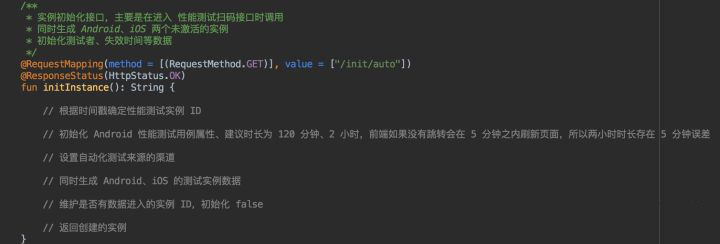 /**
* 实例初始化接口，主要是在进入 性能测试扫码接口时调用
* 同时生成 Android、iOS 两个未激活的实例
* 初始化测试者、失效时间等数据
*/
@RequestMapping(method = [(RequestMethod.GET)], value = ["/init/auto"])
@ResponseStatus(HttpStatus.OK)
fun initInstance(): String {
// 根据时间戳确定性能测试实例 ID
// 初始化 Android 性能测试用例属性、建议时长为 120 分钟、2 小时，前端如果没有跳转会在 5 分钟之内刷新页面，所以两小时时长存在 5 分钟误差
// 设置自动化测试来源的渠道
// 同时生成 Android、iOS 的测试实例数据
// 维护是否有数据进入的实例 ID，初始化 false
// 返回创建的实例
}